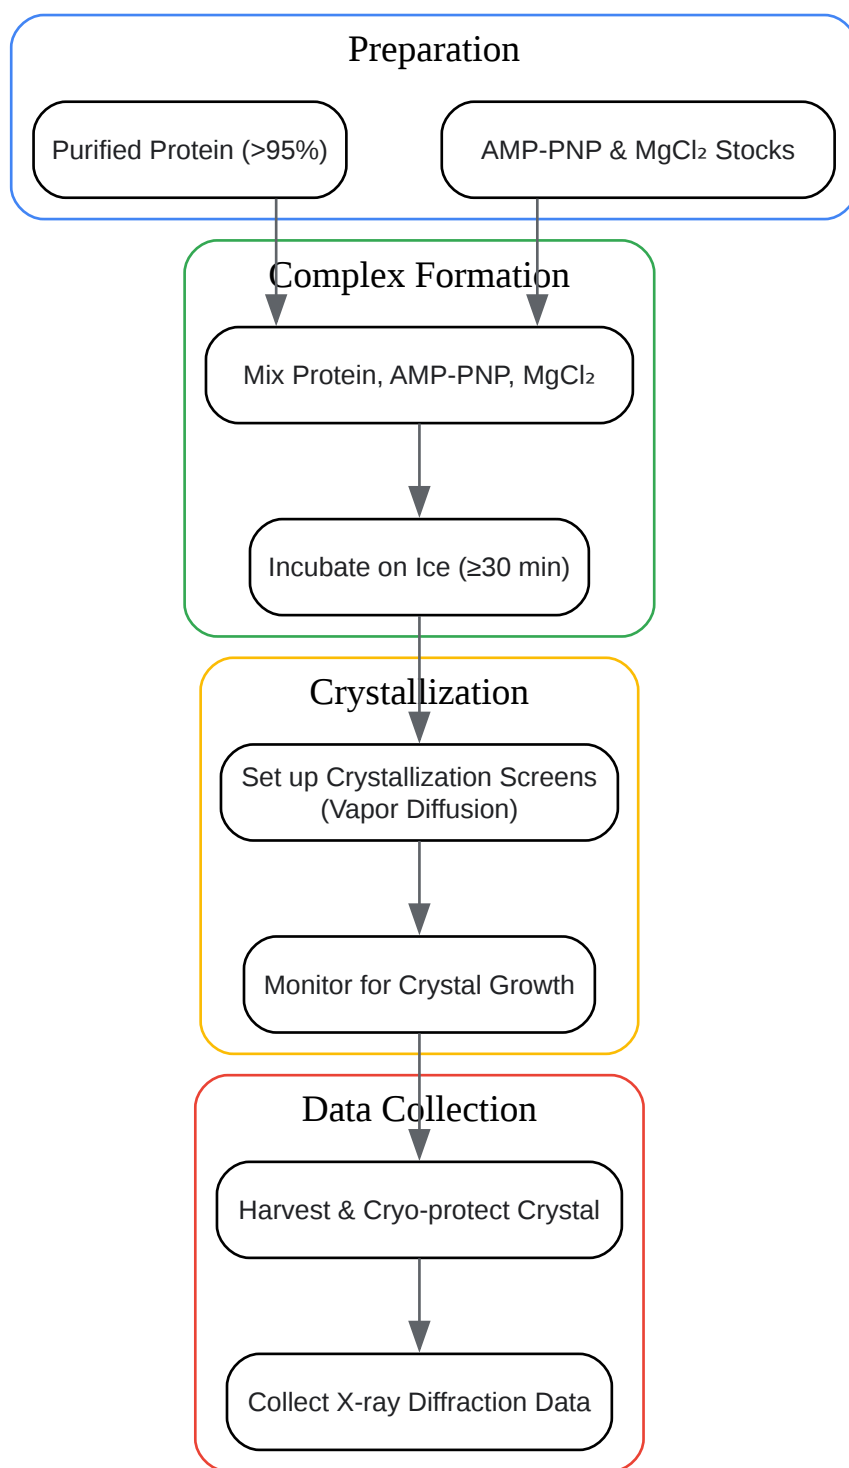 Preparation
Purified Protein (>95%)
AMP-PNP & MgCl₂ Stocks
Complex Formation
Mix Protein, AMP-PNP, MgCl₂
Incubate on Ice (≥30 min)
Crystallization
Set up Crystallization Screens
(Vapor Diffusion)
Monitor for Crystal Growth
Data Collection
Harvest & Cryo-protect Crystal
Collect X-ray Diffraction Data